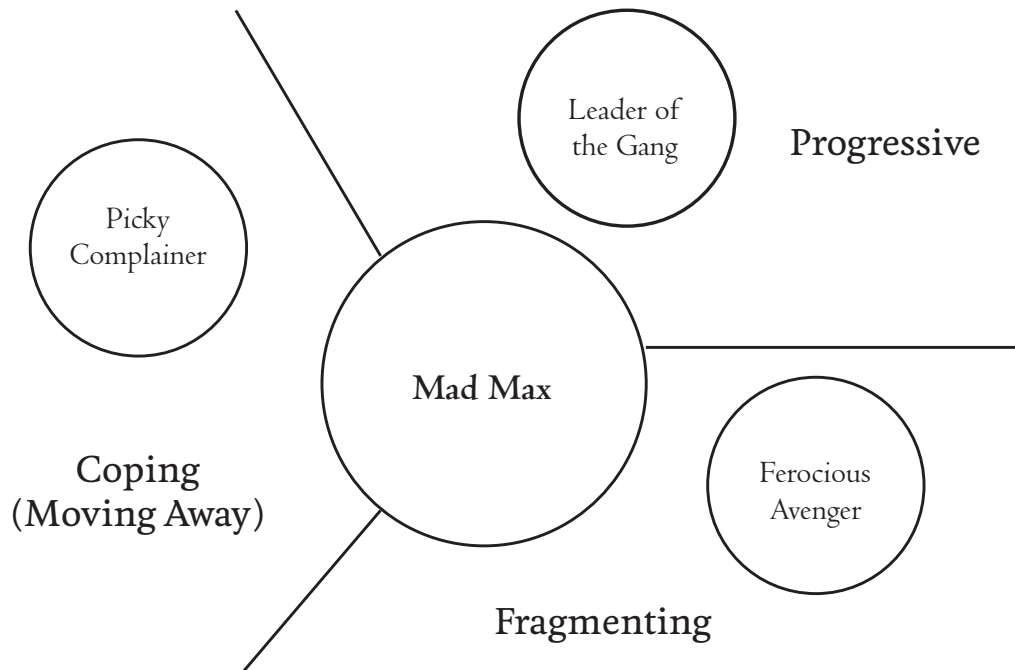 Leader of
the Gang
Progressive
Picky
Complainer
Mad Max
Coping
(Moving Away)
Ferocious
Avenger
Fragmenting